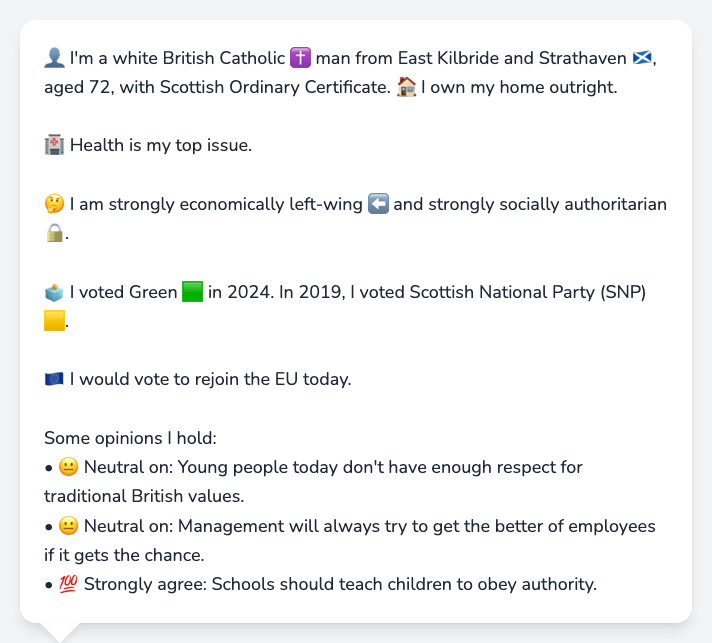 👤 I'm a white British Catholic ✝️ man from East Kilbride and Strathaven 🏴󠁧󠁢󠁳󠁣󠁴󠁿,
aged 72, with Scottish Ordinary Certificate. 🏠 I own my home outright.
🏥 Health is my top issue.
🤔 I am strongly economically left-wing ⬅️ and strongly socially authoritarian
🔒.
🗳️ I voted Green 🟩 in 2024. In 2019, I voted Scottish National Party (SNP)
🟨.
🇪🇺 I would vote to rejoin the EU today.
Some opinions I hold:
• 😐 Neutral on: Young people today don't have enough respect for
traditional British values.
• 😐 Neutral on: Management will always try to get the better of employees
if it gets the chance.
• 💯 Strongly agree: Schools should teach children to obey authority.